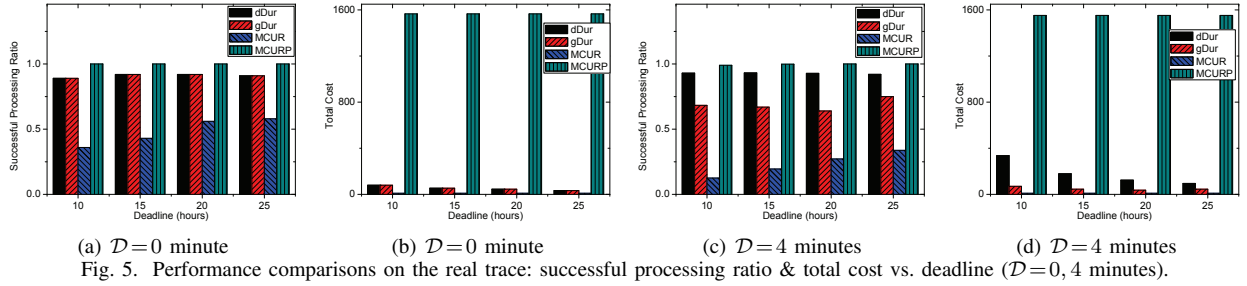 dDur
gDur
MCUR
MCURP
1.0
0.5
0.0
Successful Processing Ratio
10 15 20 25
Deadline (hours)
(a) 𝒟=0 minute
dDur
gDur
MCUR
MCURP
1600
800
0
Total Cost
10 15 20 25
Deadline (hours)
(b) 𝒟=0 minute
dDur
gDur
MCUR
MCURP
1.0
0.5
0.0
Successful Processing Ratio
10 15 20 25
Deadline (hours)
(c) 𝒟=4 minutes
dDur
gDur
MCUR
MCURP
1600
800
0
Total Cost
10 15 20 25
Deadline (hours)
(d) 𝒟=4 minutes
Fig. 5. Performance comparisons on the real trace: successful processing ratio & total cost vs. deadline (𝒟=0, 4 minutes).